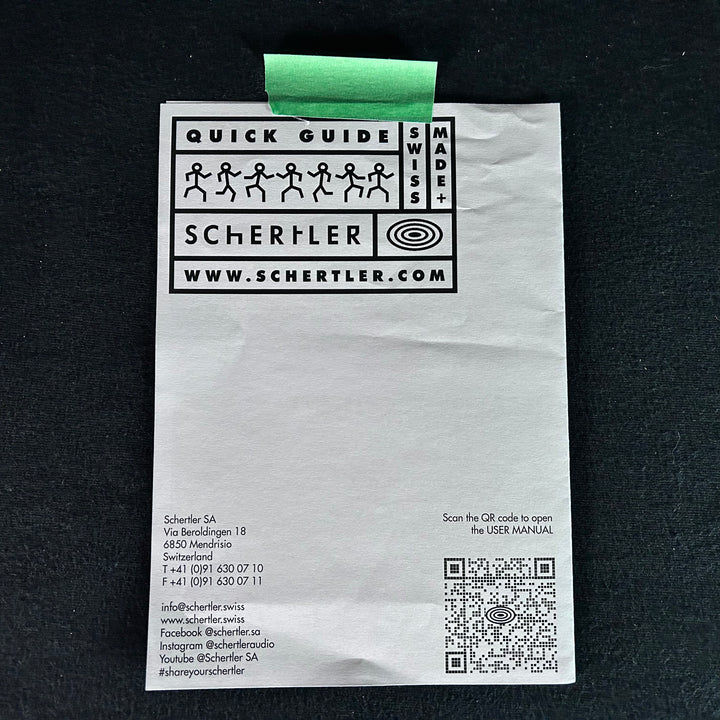 QUICK GUIDE
SWISS
MADE+
SCHERTLER
WWW.SCHERTLER.COM
Schertler SA
Via Beroldingen 18
6850 Mendrisio
Switzerland
T +41 (0)91 630 07 10
F +41 (0)91 630 07 11
info@schertler.swiss
www.schertler.swiss
Facebook @schertler.sa
Instagram @schertleraudio
Youtube @Schertler SA
#shareyourschertler
Scan the QR code to open
the USER MANUAL